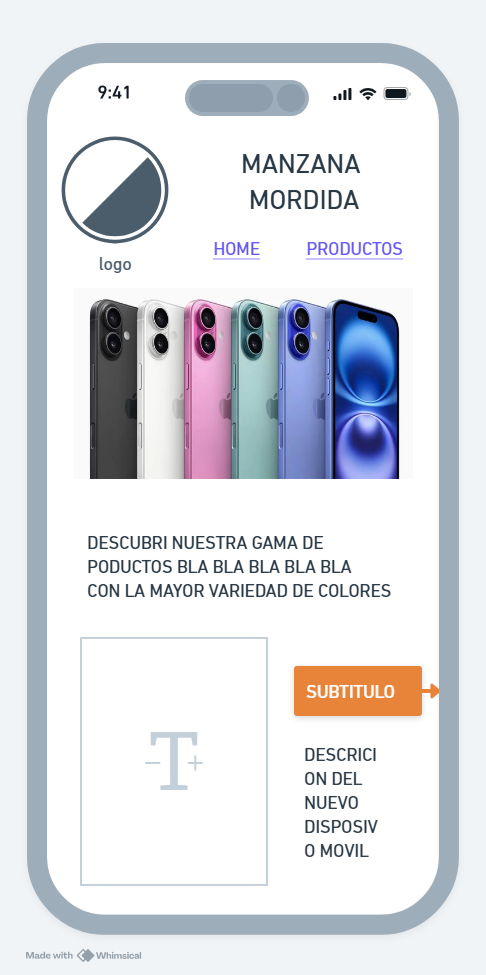 9:41
MANZANA
MORDIDA
logo
HOME
PRODUCTOS
DESCUBRI NUESTRA GAMA DE
PODUCTOS BLA BLA BLA BLA BLA
CON LA MAYOR VARIEDAD DE COLORES
T
SUBTITULO
DESCRICI
ON DEL
NUEVO
DISPOSIV
O MOVIL
Made with Whimsical